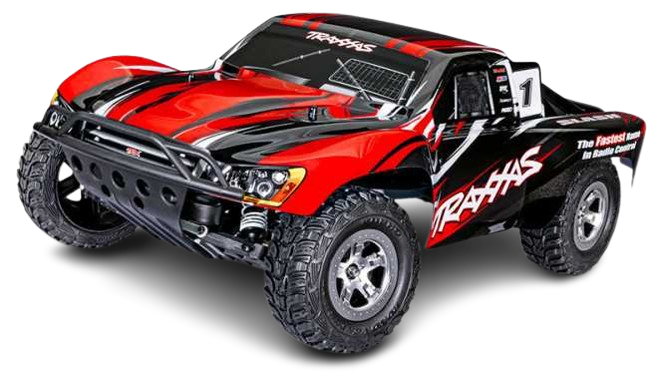 TRAXXAS
1
SLASH
The Fastest Name
In Radio Control
TRAXXAS